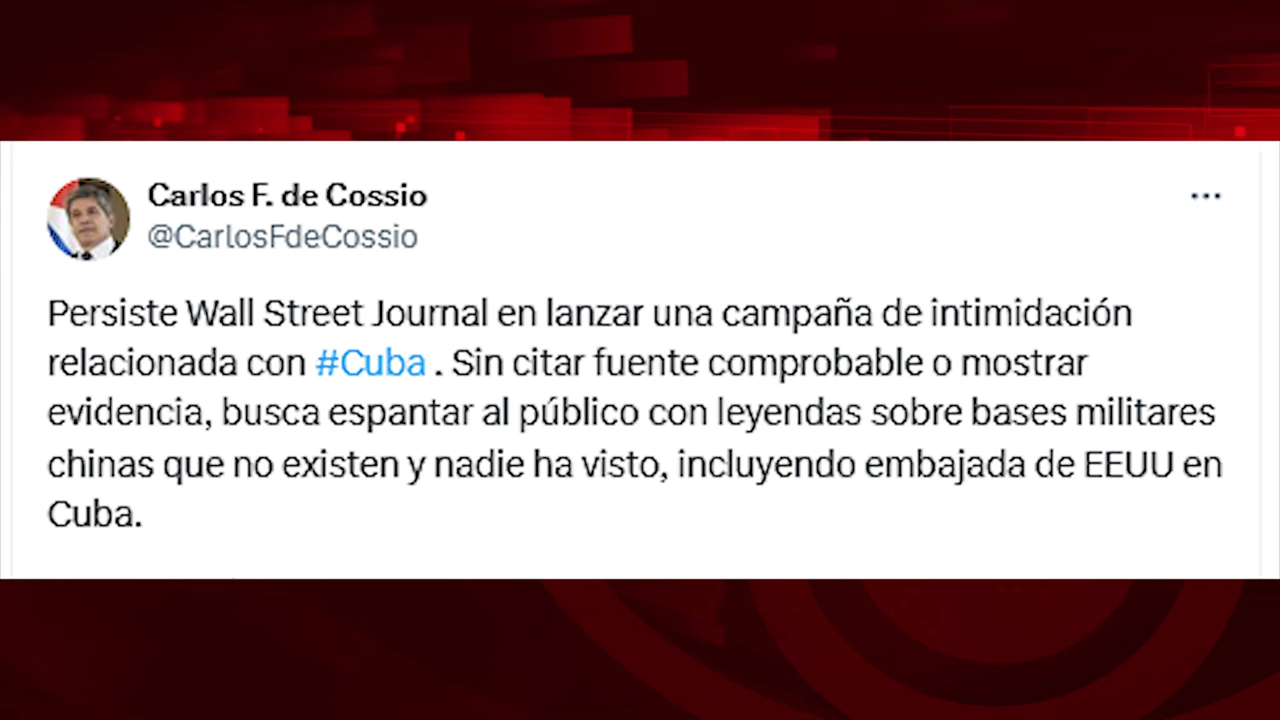 Carlos F. de Cossio
@CarlosFdeCossio
Persiste Wall Street Journal en lanzar una campaña de intimidación
relacionada con #Cuba . Sin citar fuente comprobable o mostrar
evidencia, busca espantar al público con leyendas sobre bases militares
chinas que no existen y nadie ha visto, incluyendo embajada de EEUU en
Cuba.